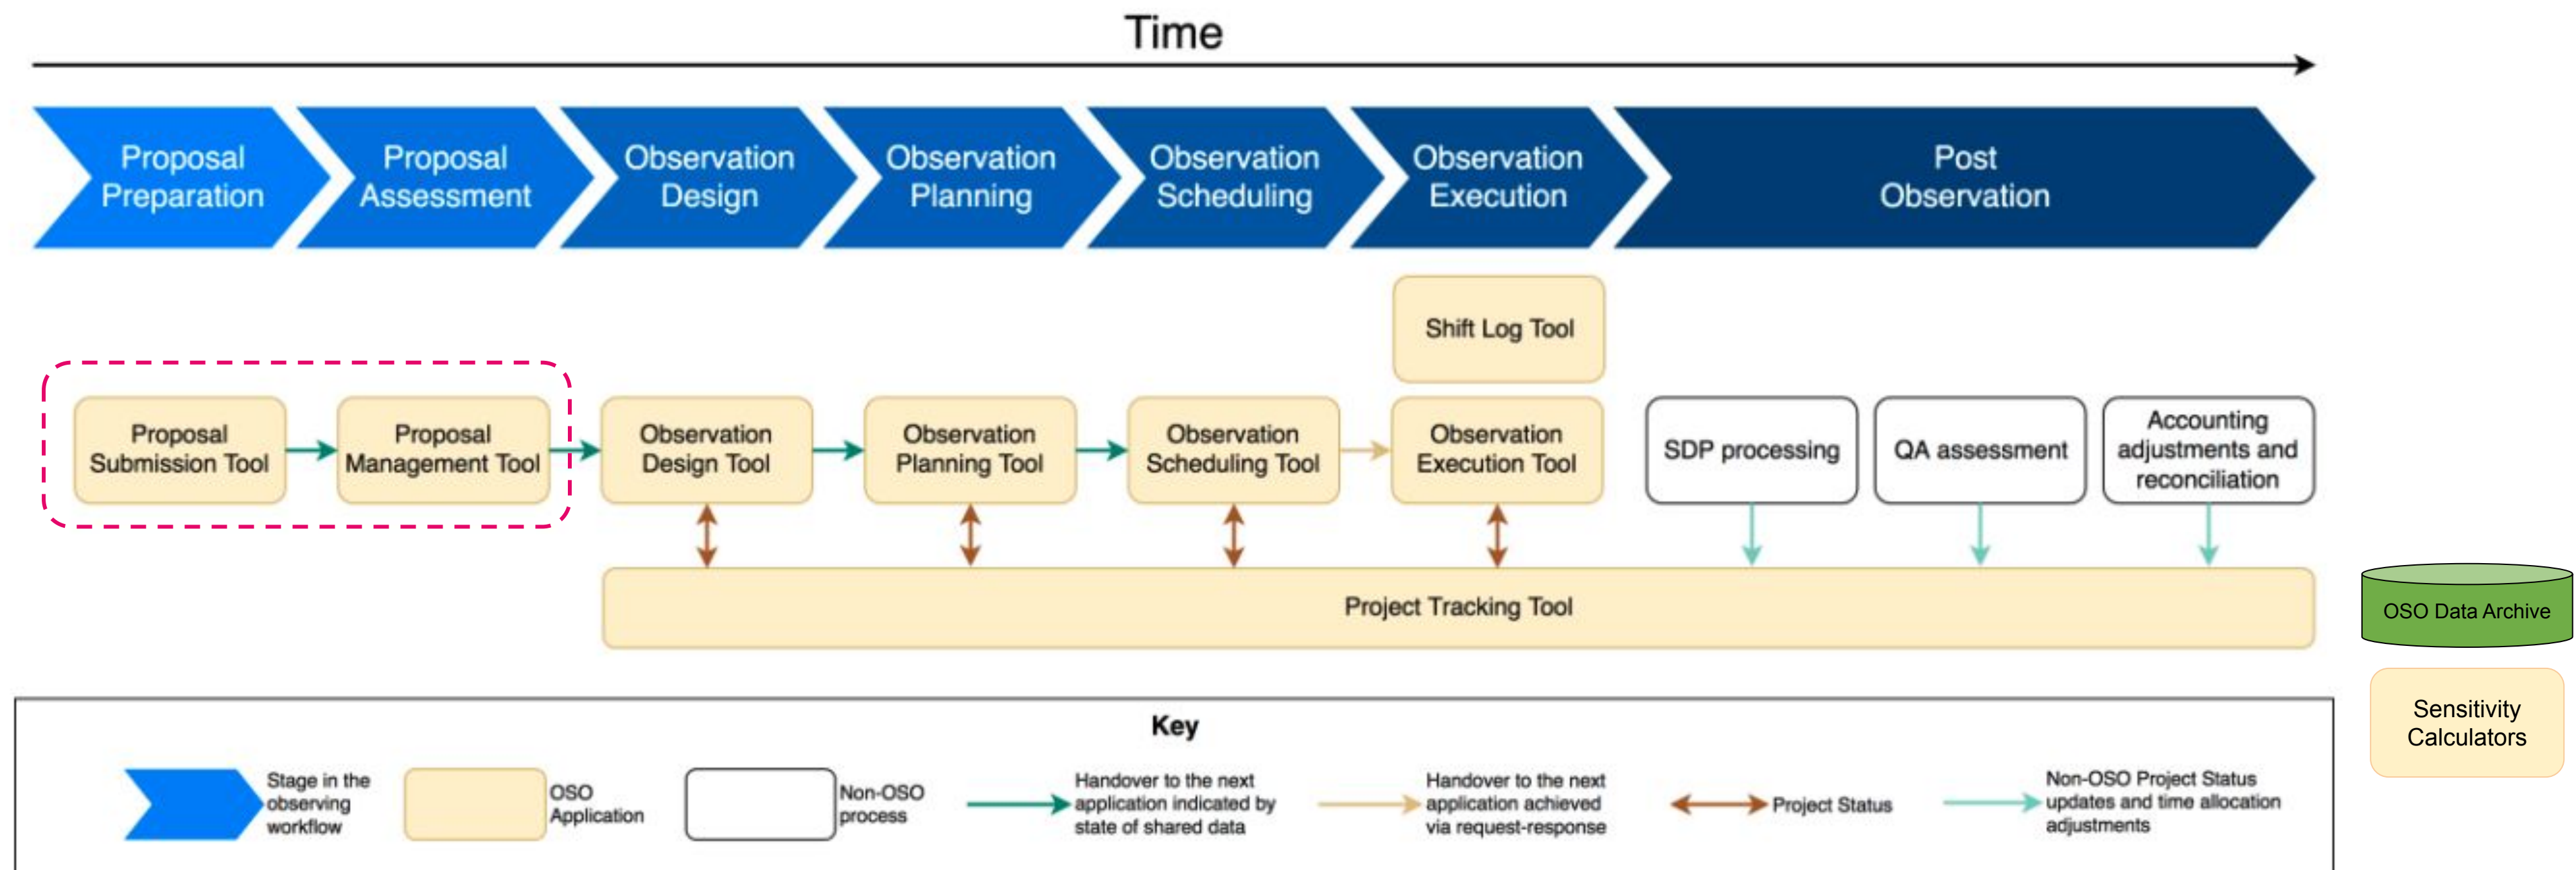 Time
Proposal
Preparation
Proposal
Assessment
Observation
Design
Observation
Planning
Observation
Scheduling
Observation
Execution
Post
Observation
Shift Log Tool
Proposal
Submission Tool
Proposal
Management Tool
Observation
Design Tool
Observation
Planning Tool
Observation
Scheduling Tool
Observation
Execution Tool
SDP processing
QA assessment
Accounting
adjustments and
reconciliation
Project Tracking Tool
OSO Data Archive
Sensitivity
Calculators
Key
Stage in the
observing
workflow
OSO
Application
Non-OSO
process
Handover to the next
application indicated by
state of shared data
Handover to the next
application achieved
via request-response
Project Status
Non-OSO Project Status
updates and time allocation
adjustments